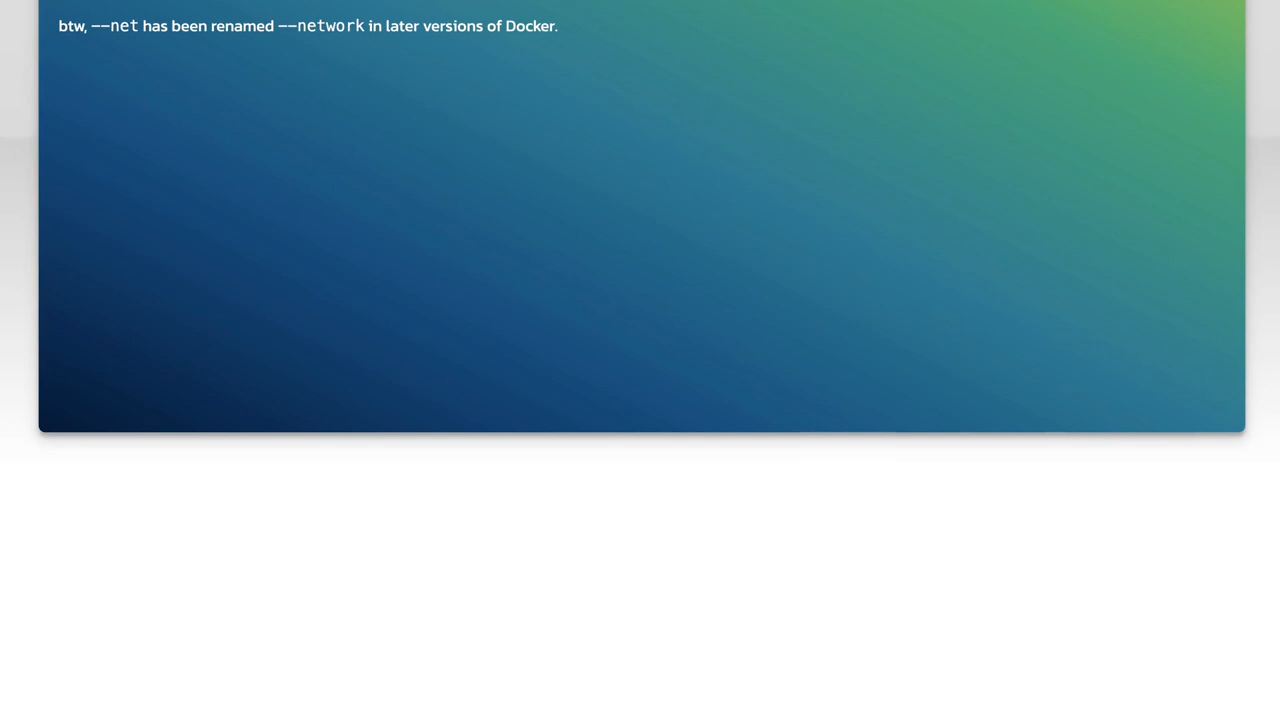 btw, --net has been renamed --network in later versions of Docker.